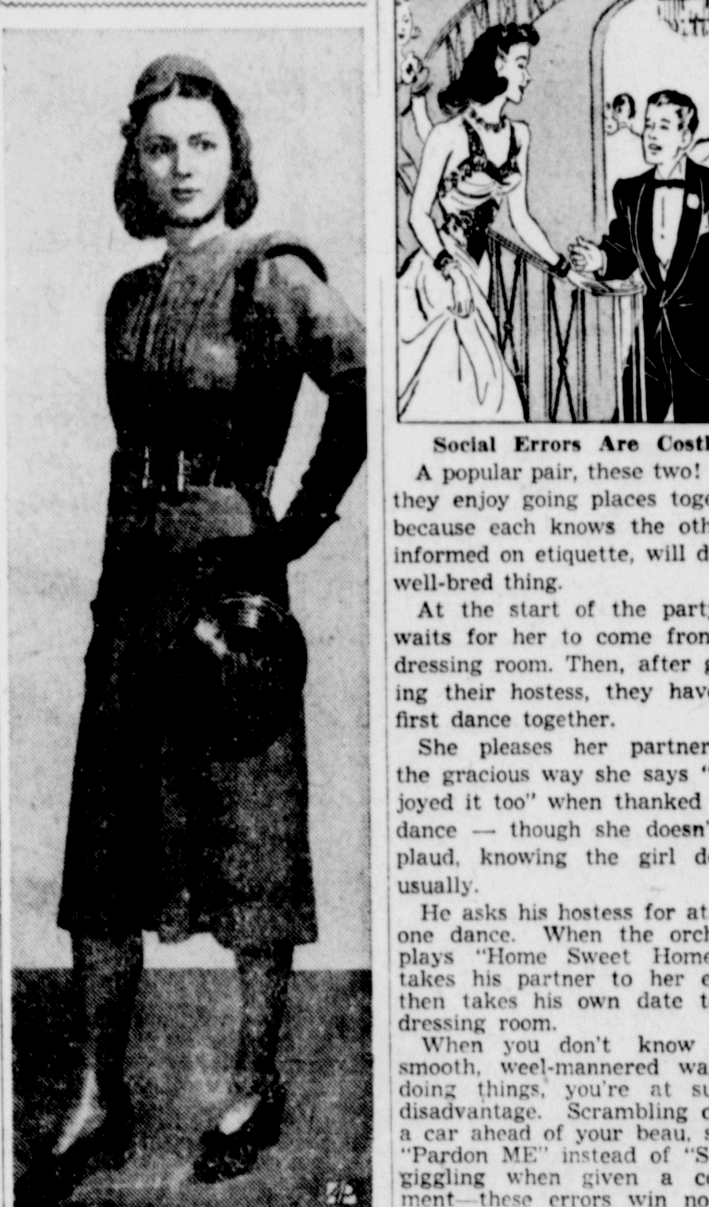 Social Errors Are Costl
A popular pair, these two!
they enjoy going places toge
because each knows the oth
informed on etiquette, will d
well-bred thing.
At the start of the part
waits for her to come from
dressing room. Then, after g
ing their hostess, they hav
first dance together.
She pleases her partner
the gracious way she says "
joyed it too" when thanked
dance — though she doesn'
plaud, knowing the girl d
usually.
He asks his hostess for at
one dance. When the orch
plays "Home Sweet Home
takes his partner to her e
then takes his own date t
dressing room.
When you don't know
smooth, weel-mannered wa
doing things, you're at su
disadvantage. Scrambling o
a car ahead of your beau, s
"Pardon ME" instead of "S
giggling when given a co
ment—these errors win no